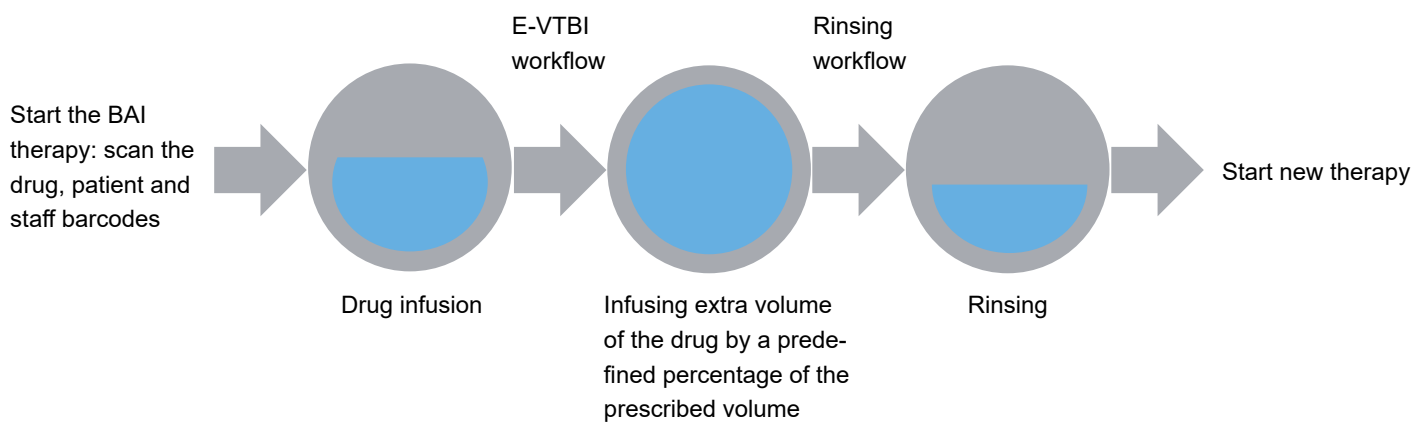 Start the BAI
therapy: scan the
drug, patient and
staff barcodes
Drug infusion
E-VTBI
workflow
Infusing extra volume
of the drug by a prede-
fined percentage of the
prescribed volume
Rinsing
workflow
Rinsing
Start new therapy